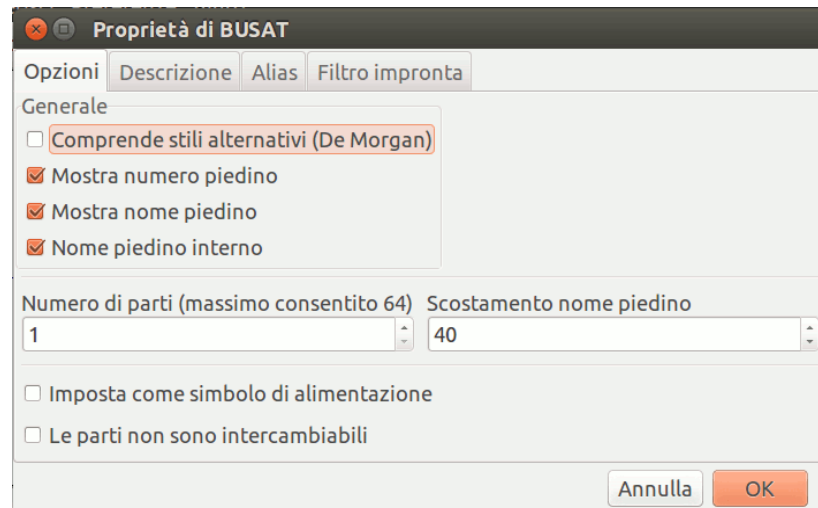 Proprietà di BUSAT
Opzioni Descrizione Alias Filtro impronta
Generale
Comprende stili alternativi (De Morgan)
Mostra numero piedino
Mostra nome piedino
Nome piedino interno
Numero di parti (massimo consentito 64) Scostamento nome piedino
1 40
Imposta come simbolo di alimentazione
Le parti non sono intercambiabili
Annulla OK